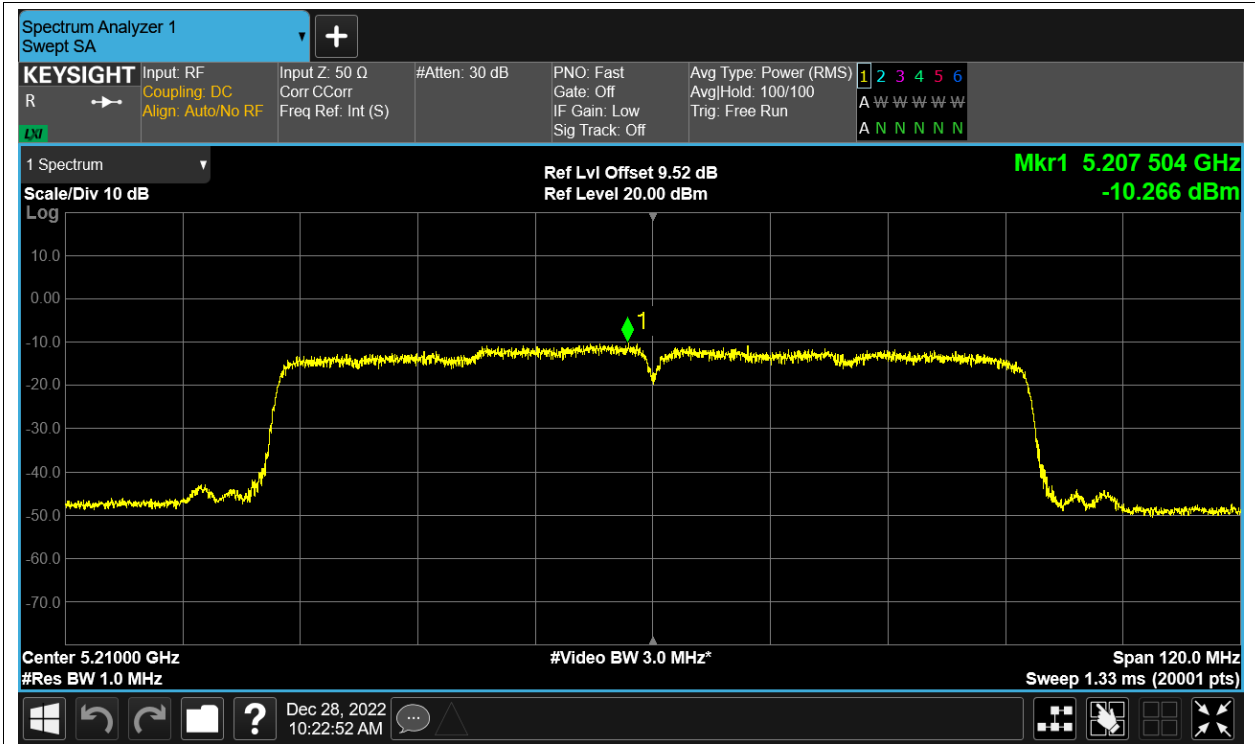 Spectrum Analyzer 1
Swept SA
KEYSIGHT
R
LXI
Input: RF
Coupling: DC
Align: Auto/No RF
Input Z: 50 Ω
Corr CCorr
Freq Ref: Int (S)
#Atten: 30 dB
PNO: Fast
Gate: Off
IF Gain: Low
Sig Track: Off
Avg Type: Power (RMS)
Avg|Hold: 100/100
Trig: Free Run
1 2 3 4 5 6
A W W W W W
A N N N N N
1 Spectrum
Scale/Div 10 dB
Log
Ref Lvl Offset 9.52 dB
Ref Level 20.00 dBm
Mkr1 5.207 504 GHz
-10.266 dBm
10.0
0.00
1
-10.0
-20.0
-30.0
-40.0
-50.0
-60.0
-70.0
Center 5.21000 GHz
#Res BW 1.0 MHz
#Video BW 3.0 MHz*
Span 120.0 MHz
Sweep 1.33 ms (20001 pts)
?
Dec 28, 2022
10:22:52 AM